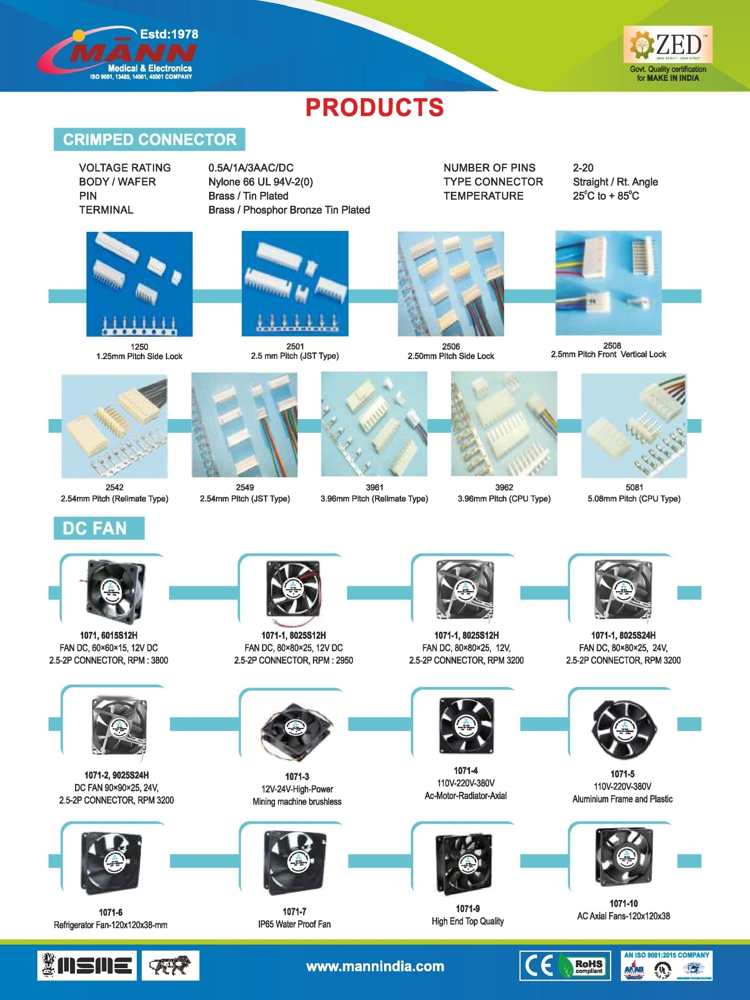 Estd:1978
MĀNN
Medical & Electronics
ISO 9001, 13485, 14001, 45001 COMPANY
ZED™
ZERO DEFECT - ZERO EFFECT
Govt. Quality certification
for MAKE IN INDIA
PRODUCTS
CRIMPED CONNECTOR
VOLTAGE RATING 0.5A/1A/3AAC/DC
BODY / WAFER Nylone 66 UL 94V-2(0)
PIN Brass / Tin Plated
TERMINAL Brass / Phosphor Bronze Tin Plated
NUMBER OF PINS 2-20
TYPE CONNECTOR Straight / Rt. Angle
TEMPERATURE 25⁰C to + 85⁰C
1250
1.25mm Pitch Side Lock
2501
2.5 mm Pitch (JST Type)
2506
2.50mm Pitch Side Lock
2508
2.5mm Pitch Front Vertical Lock
2542
2.54mm Pitch (Relimate Type)
2549
2.54mm Pitch (JST Type)
3961
3.96mm Pitch (Relimate Type)
3962
3.96mm Pitch (CPU Type)
5081
5.08mm Pitch (CPU Type)
DC FAN
1071, 6015S12H
FAN DC, 60×60×15, 12V DC
2.5-2P CONNECTOR, RPM : 3800
1071-1, 8025S12H
FAN DC, 80×80×25, 12V DC
2.5-2P CONNECTOR, RPM : 2950
1071-1, 8025S12H
FAN DC, 80×80×25, 12V,
2.5-2P CONNECTOR, RPM 3200
1071-1, 8025S24H
FAN DC, 80×80×25, 24V,
2.5-2P CONNECTOR, RPM 3200
1071-2, 9025S24H
DC FAN 90×90×25, 24V,
2.5-2P CONNECTOR, RPM 3200
1071-3
12V-24V-High-Power
Mining machine brushless
1071-4
110V-220V-380V
Ac-Motor-Radiator-Axial
1071-5
110V-220V-380V
Aluminium Frame and Plastic
1071-6
Refrigerator Fan-120x120x38-mm
1071-7
IP65 Water Proof Fan
1071-9
High End Top Quality
1071-10
AC Axial Fans-120x120x38
MSME
www.mannindia.com
CE
RoHS
compliant
AN ISO 9001:2015 COMPANY
ANAB
UL